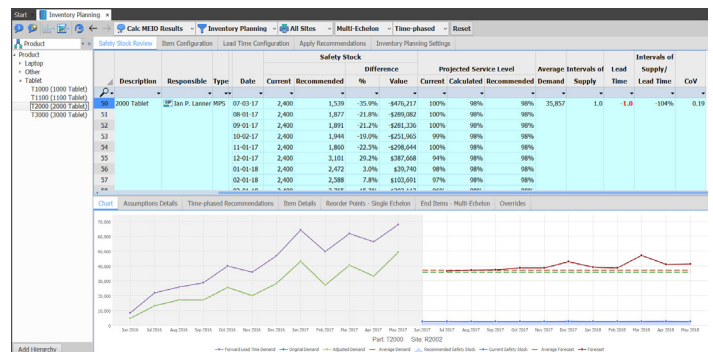 Start
Inventory Planning
Calc MEIO Results
Inventory Planning
All Sites
Multi-Echelon
Time-phased
Reset
Product
Safety Stock Review Item Configuration Lead Time Configuration Apply Recommendations Inventory Planning Settings
Product
Laptop
Other
Tablet
T1000 (1000 Tablet)
T1100 (1100 Tablet)
T2000 (2000 Tablet)
T3000 (3000 Tablet)
Safety Stock Intervals of
Difference Projected Service Level Average Intervals of Lead Supply/
Description Responsible Type Date Current Recommended % Value Current Calculated Recommended Demand Supply Time Lead Time CoV
50 2000 Tablet Ian P. Lanner MPS 07-03-17 2,400 1,539 -35.9% -$476,217 100% 98% 98% 35,857 1.0 -1.0 -104% 0.19
51 08-01-17 2,400 1,877 -21.8% -$289,082 100% 98% 98%
52 09-01-17 2,400 1,891 -21.2% -$281,336 100% 98% 98%
53 10-02-17 2,400 1,944 -19.0% -$251,965 99% 98% 98%
54 11-01-17 2,400 1,860 -22.5% -$298,644 100% 98% 98%
55 12-01-17 2,400 3,101 29.2% $387,668 94% 98% 98%
56 01-01-18 2,400 2,472 3.0% $39,740 98% 98% 98%
57 02-01-18 2,400 2,588 7.8% $103,691 97% 98% 98%
Chart Assumptions Details Time-phased Recommendations Item Details Reorder Points - Single Echelon End Items - Multi-Echelon Overrides
70,000
60,000
50,000
40,000
30,000
20,000
10,000
0
Jun 2016 Jul 2016 Aug 2016 Sep 2016 Oct 2016 Nov 2016 Dec 2016 Jan 2017 Feb 2017 Mar 2017 Apr 2017 May 2017 Jun 2017 Jul 2017 Aug 2017 Sep 2017 Oct 2017 Nov 2017 Dec 2017 Jan 2018 Feb 2018 Mar 2018 Apr 2018 May 2018
Part: T2000 Site: R2002
Forward Lead Time Demand Original Demand Adjusted Demand Average Demand Recommended Safety Stock Current Safety Stock Average Forecast Forecast
Add Hierarchy